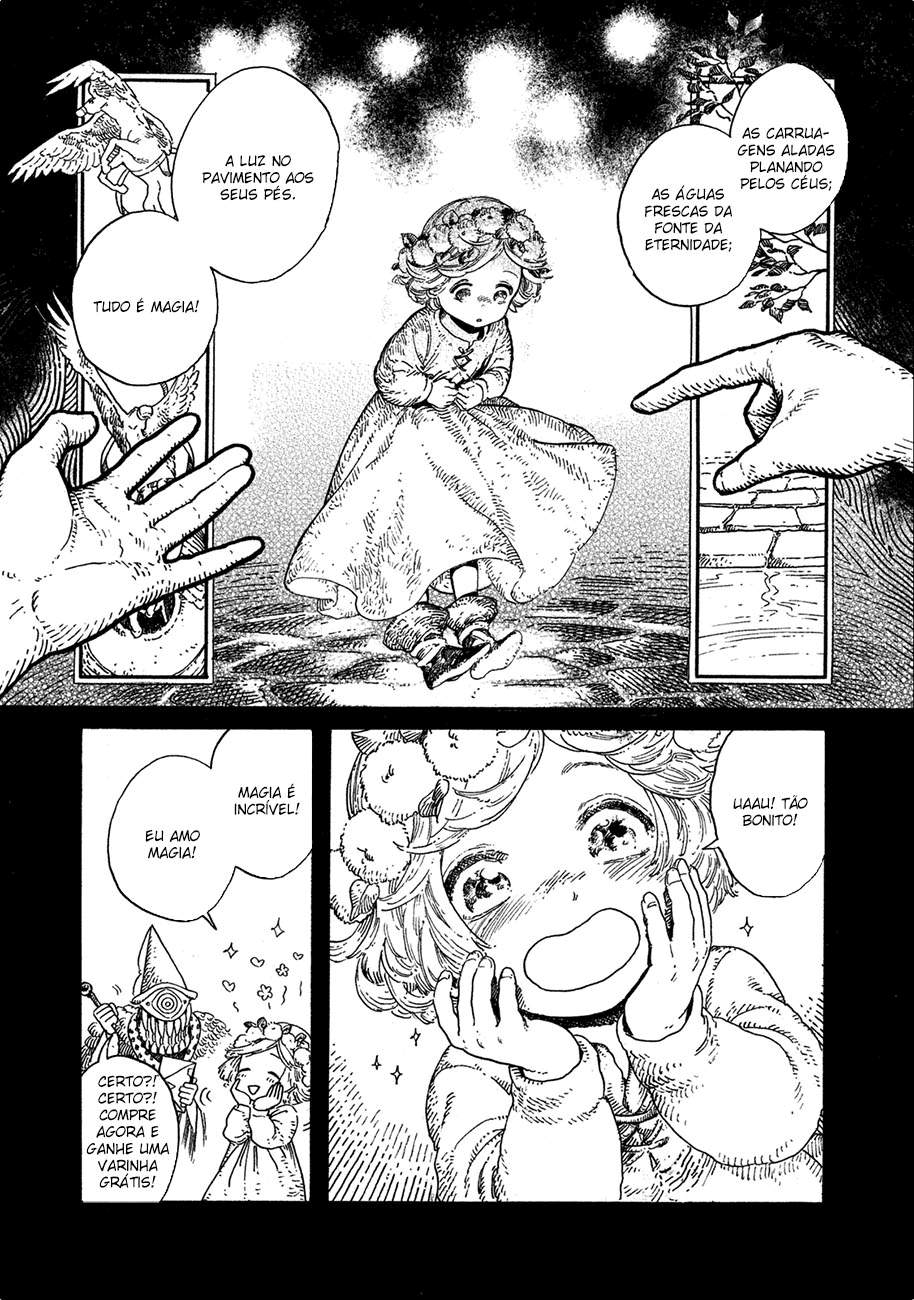 AS CARRUA-
GENS ALADAS
PLANANDO
PELOS CÉUS;
AS ÁGUAS
FRESCAS DA
FONTE DA
ETERNIDADE;
A LUZ NO
PAVIMENTO AOS
SEUS PÉS.
TUDO É MAGIA!
UAAU! TÃO
BONITO!
MAGIA É
INCRÍVEL!
EU AMO
MAGIA!
CERTO?!
CERTO?!
COMPRE
AGORA E
GANHE UMA
VARINHA
GRÁTIS!